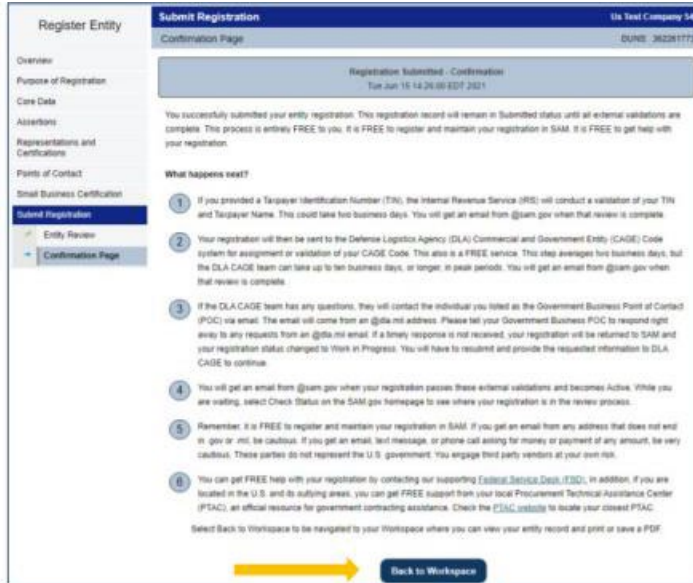 Register Entity
Overview
Purpose of Registration
Core Data
Assertions
Representations and
Certifications
Points of Contact
Small Business Certification
Submit Registration
Entity Review
Confirmation Page
Submit Registration
Us Test Company 54
Confirmation Page
DUNS
Registration Submitted - Confirmation
Tue Jun 15 14:26:00 EDT 2021
You successfully submitted your entity registration. This registration record will remain in Submitted status until all external validations are
complete. This process is entirely FREE to you. It is FREE to register and maintain your registration in SAM. It is FREE to get help with
your registration.
What happens next?
1 If you provided a Taxpayer Identification Number (TIN), the Internal Revenue Service (IRS) will conduct a validation of your TIN
and Taxpayer Name. This could take two business days. You will get an email from @sam.gov when that review is complete.
2 Your registration will then be sent to the Defense Logistics Agency (DLA) Commercial and Government Entity (CAGE) Code
system for assignment or validation of your CAGE Code. This also is a FREE service. This step averages two business days, but
the DLA CAGE team can take up to ten business days, or longer, in peak periods. You will get an email from @sam.gov when
that review is complete.
3 If the DLA CAGE team has any questions, they will contact the individual you listed as the Government Business Point of Contact
(POC) via email. The email will come from an @dla.mil address. Please tell your Government Business POC to respond right
away to any requests from an @dla.mil email. If a timely response is not received, your registration will be returned to SAM and
your registration status changed to Work in Progress. You will have to resubmit and provide the requested information to DLA
CAGE to continue.
4 You will get an email from @sam.gov when your registration passes these external validations and becomes Active. While you
are waiting, select Check Status on the SAM.gov homepage to see where your registration is in the review process.
5 Remember, it is FREE to register and maintain your registration in SAM. If you get an email from any address that does not end
in .gov or .mil, be cautious. If you get an email, text message, or phone call asking for money or payment of any amount, be very
cautious. These parties do not represent the U.S. government. You engage third party vendors at your own risk.
6 You can get FREE help with your registration by contacting our supporting Federal Service Desk (FSD). In addition, if you are
located in the U.S. and its outlying areas, you can get FREE support from your local Procurement Technical Assistance Center
(PTAC), an official resource for government contracting assistance. Check the PTAC website to locate your closest PTAC.
Select Back to Workspace to be navigated to your Workspace where you can view your entity record and print or save a PDF.
Back to Workspace